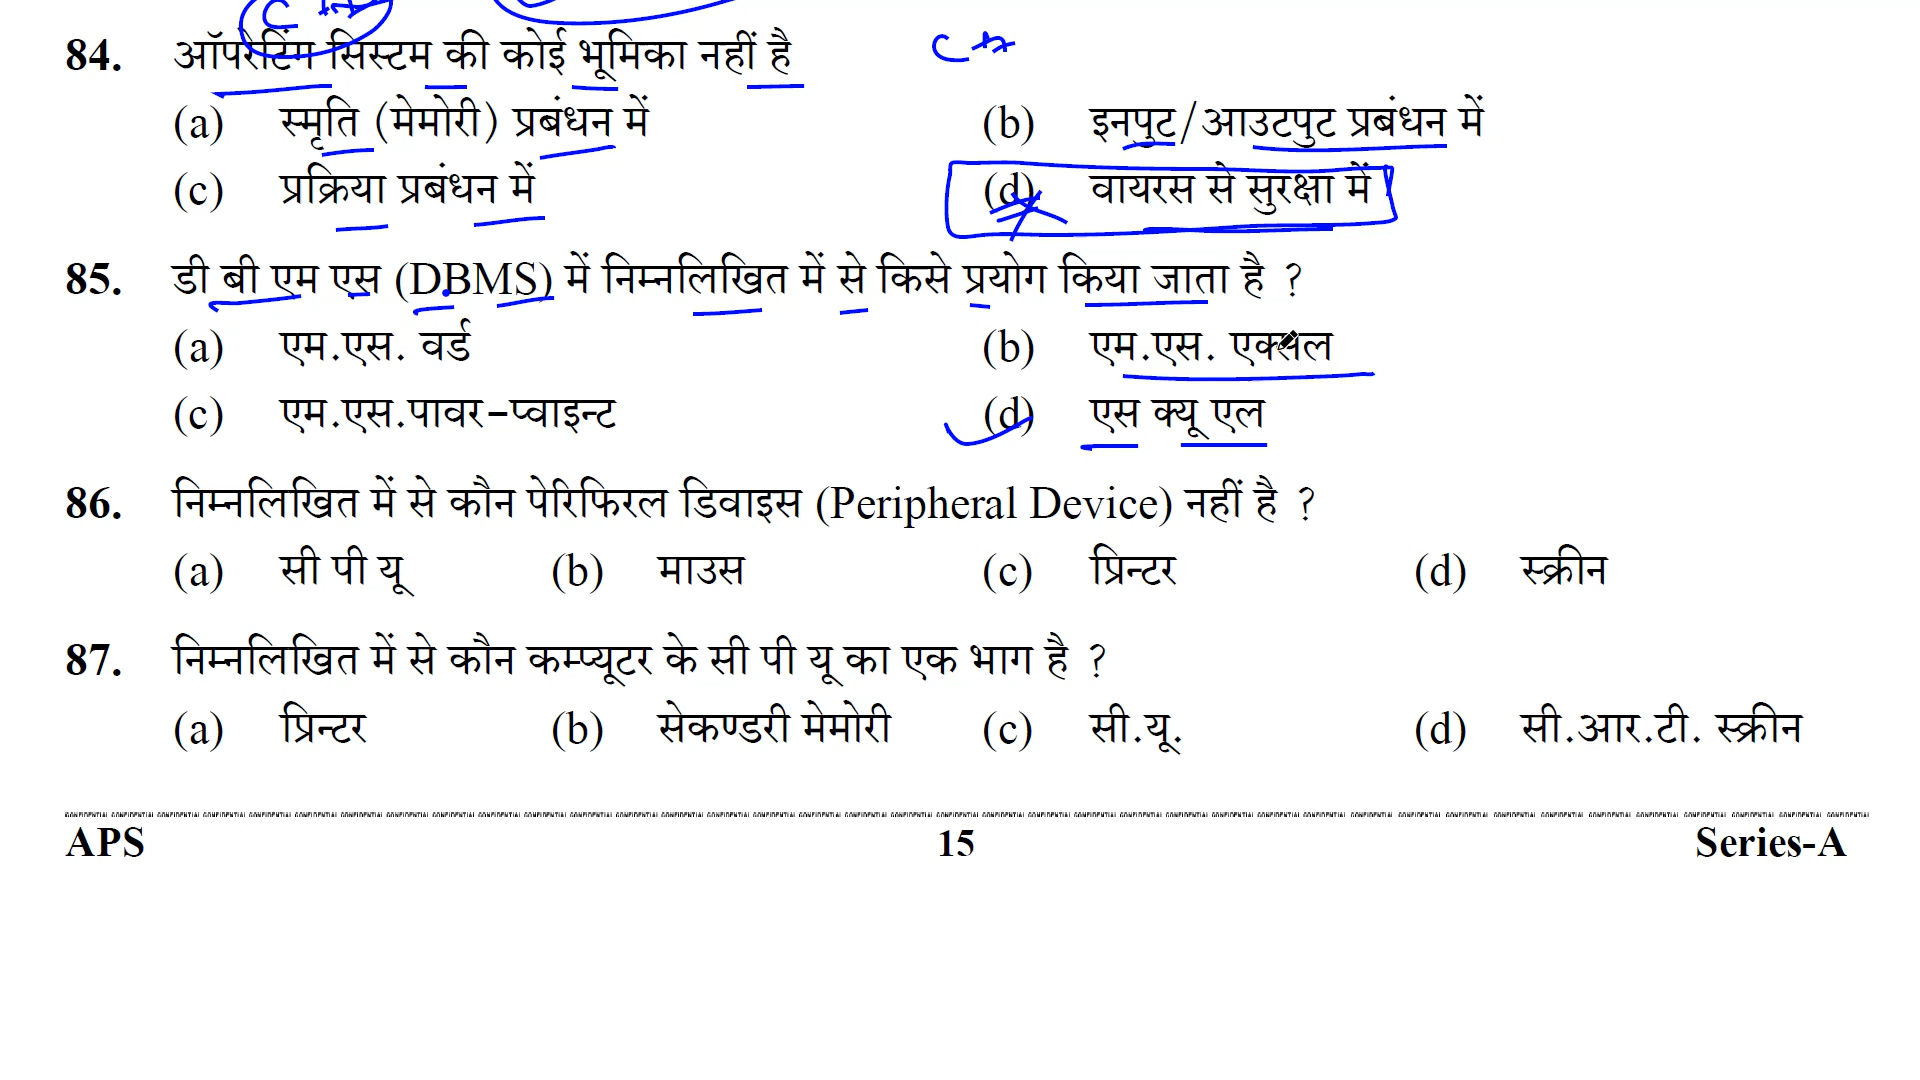 C ++
84. ऑपरेटिंग सिस्टम की कोई भूमिका नहीं है C ++
(a) स्मृति (मेमोरी) प्रबंधन में (b) इनपुट/आउटपुट प्रबंधन में
(c) प्रक्रिया प्रबंधन में (d) वायरस से सुरक्षा में
85. डी बी एम एस (DBMS) में निम्नलिखित में से किसे प्रयोग किया जाता है ?
(a) एम.एस. वर्ड (b) एम.एस. एक्सल
(c) एम.एस.पावर-प्वाइन्ट (d) एस क्यू एल
86. निम्नलिखित में से कौन पेरिफिरल डिवाइस (Peripheral Device) नहीं है ?
(a) सी पी यू (b) माउस (c) प्रिन्टर (d) स्क्रीन
87. निम्नलिखित में से कौन कम्प्यूटर के सी पी यू का एक भाग है ?
(a) प्रिन्टर (b) सेकण्डरी मेमोरी (c) सी.यू. (d) सी.आर.टी. स्क्रीन
APS 15 Series-A